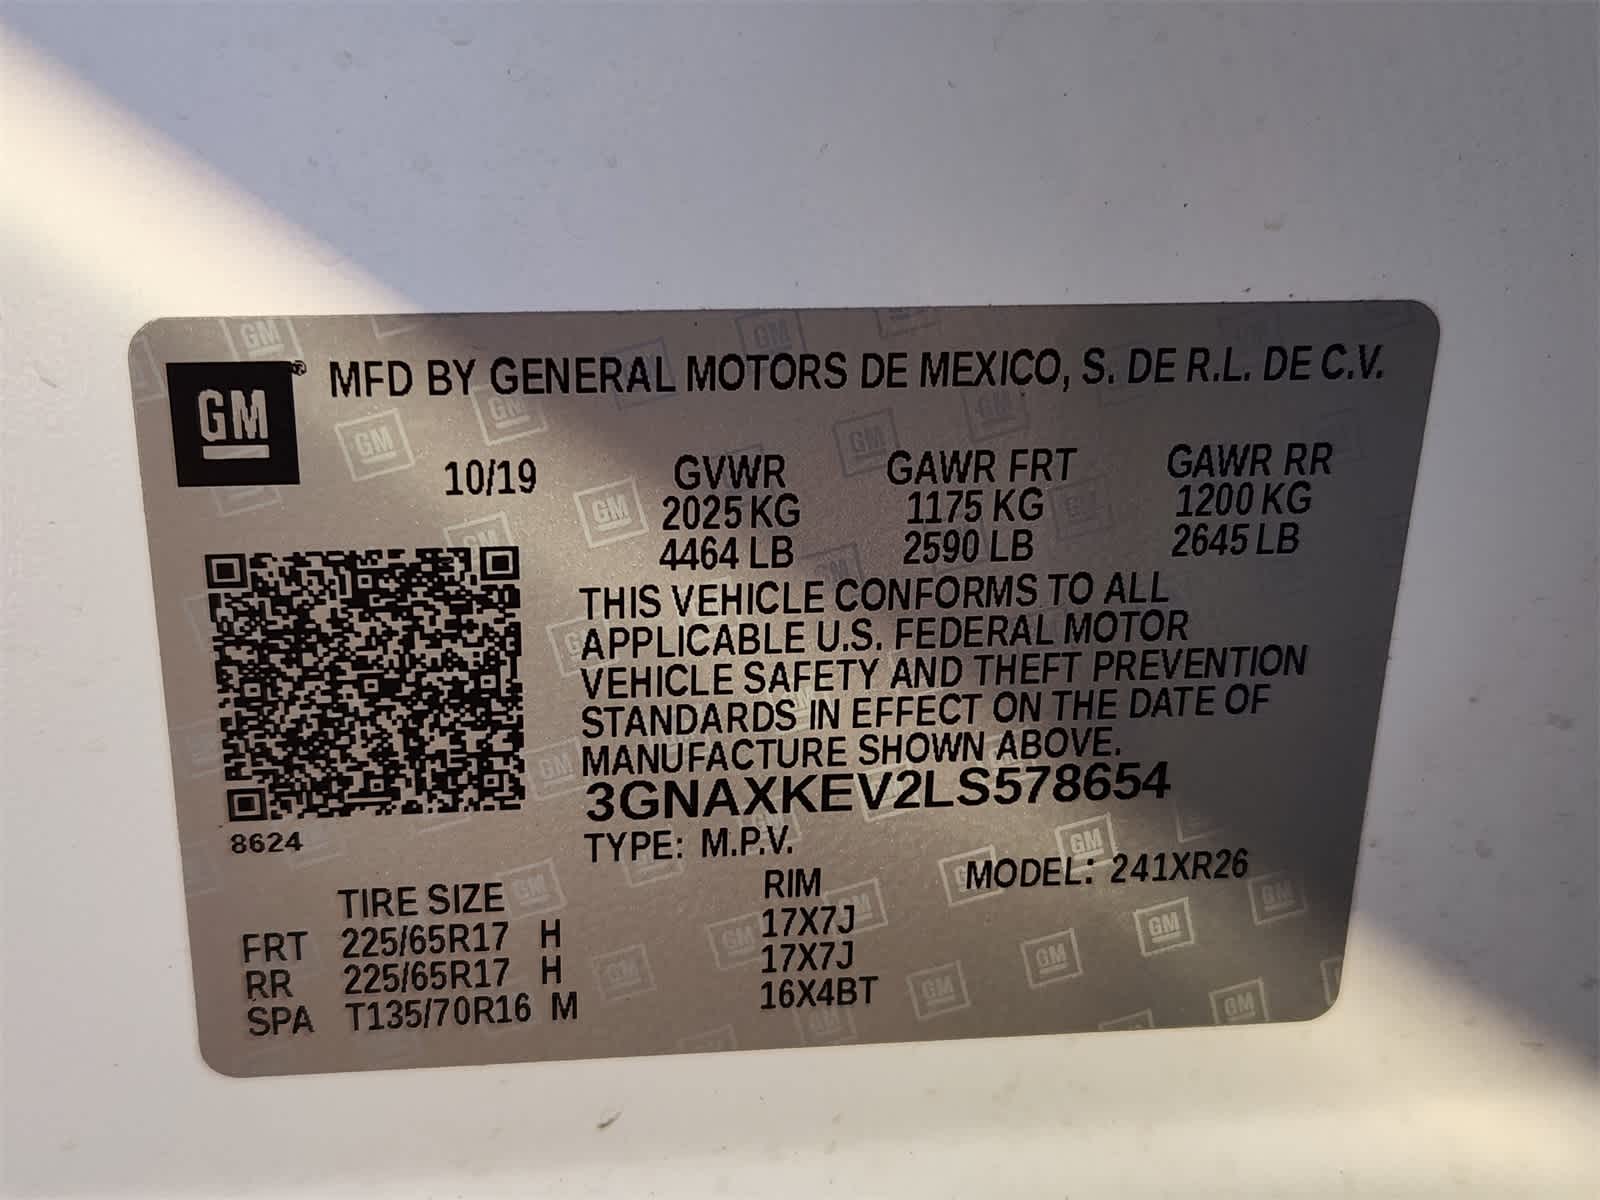 GM ® MFD BY GENERAL MOTORS DE MEXICO, S. DE R.L. DE C.V.
10/19 GVWR GAWR FRT GAWR RR
2025 KG 1175 KG 1200 KG
4464 LB 2590 LB 2645 LB
THIS VEHICLE CONFORMS TO ALL
APPLICABLE U.S. FEDERAL MOTOR
VEHICLE SAFETY AND THEFT PREVENTION
STANDARDS IN EFFECT ON THE DATE OF
MANUFACTURE SHOWN ABOVE.
3GNAXKEV2LS578654
8624 TYPE: M.P.V.
MODEL: 241XR26
TIRE SIZE RIM
FRT 225/65R17 H 17X7J
RR 225/65R17 H 17X7J
SPA T135/70R16 M 16X4BT